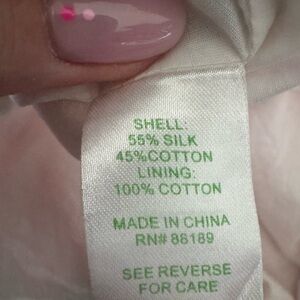 SHELL:
55% SILK
45%COTTON
LINING:
100% COTTON
MADE IN CHINA
RN# 88189
SEE REVERSE
FOR CARE